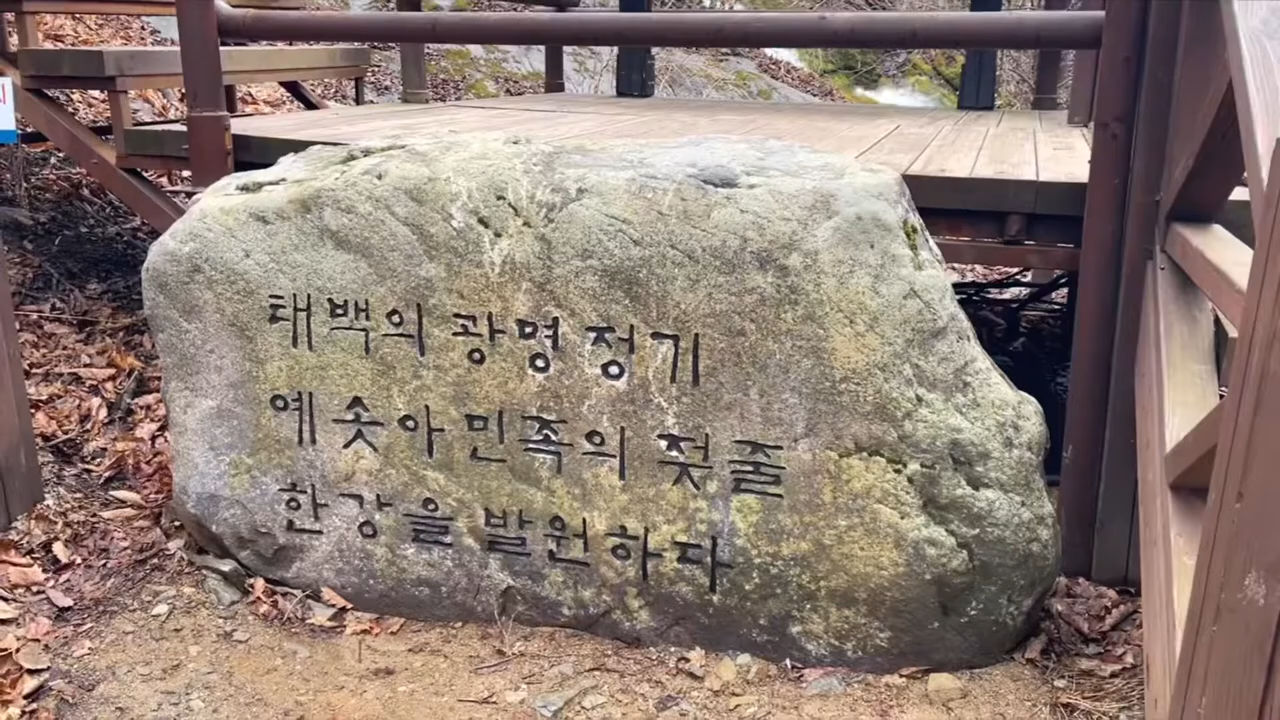 태백의 광명 정기
예 솟아 민족의 젖줄
한강을 발원하다